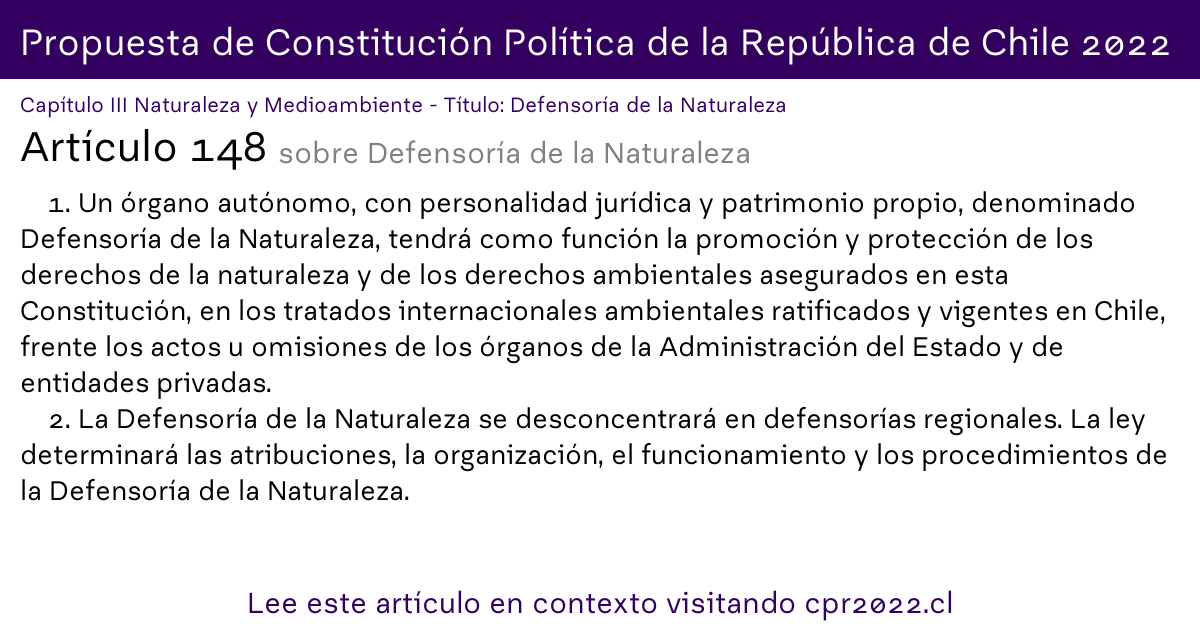 Propuesta de Constitución Política de la República de Chile 2022
Capítulo III Naturaleza y Medioambiente - Título: Defensoría de la Naturaleza
Artículo 148 sobre Defensoría de la Naturaleza
1. Un órgano autónomo, con personalidad jurídica y patrimonio propio, denominado
Defensoría de la Naturaleza, tendrá como función la promoción y protección de los
derechos de la naturaleza y de los derechos ambientales asegurados en esta
Constitución, en los tratados internacionales ambientales ratificados y vigentes en Chile,
frente los actos u omisiones de los órganos de la Administración del Estado y de
entidades privadas.
2. La Defensoría de la Naturaleza se desconcentrará en defensorías regionales. La ley
determinará las atribuciones, la organización, el funcionamiento y los procedimientos de
la Defensoría de la Naturaleza.
Lee este artículo en contexto visitando cpr2022.cl